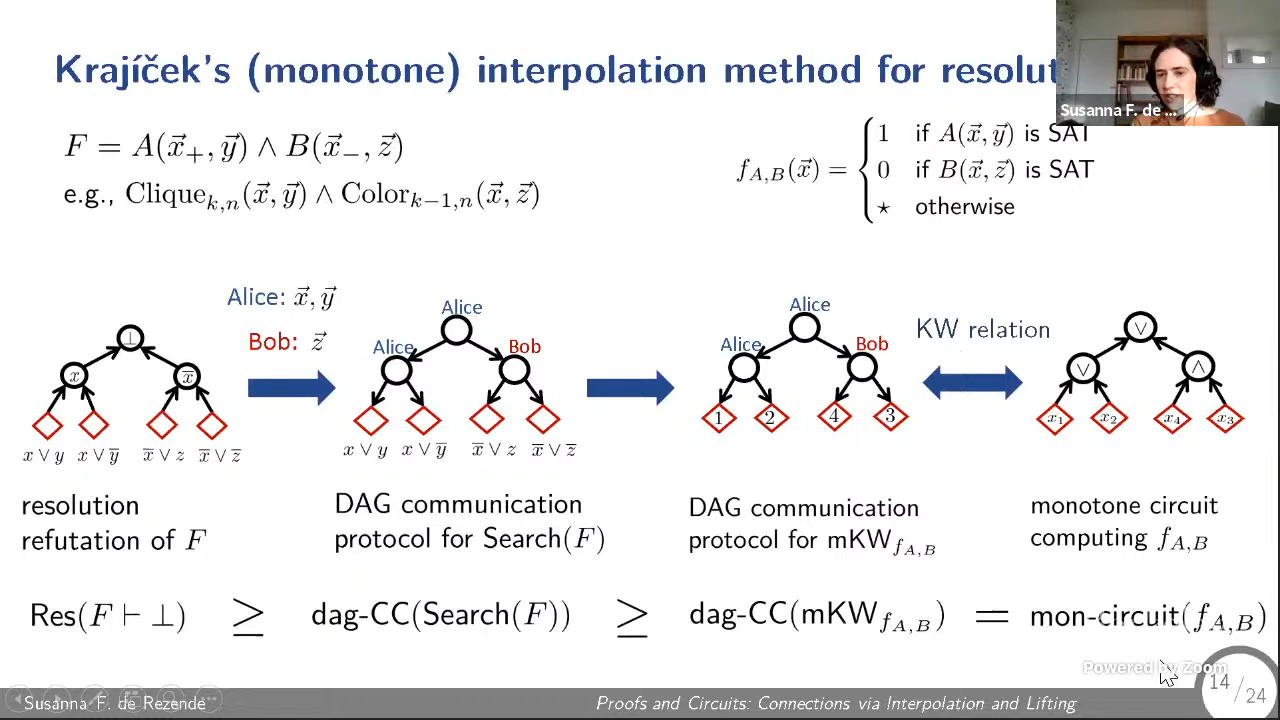 Krajíček's (monotone) interpolation method for resolut
Susanna F. de ...
F = A(x⃗₊, y⃗) ∧ B(x⃗₋, z⃗)
e.g., Clique_{k,n}(x⃗, y⃗) ∧ Color_{k−1,n}(x⃗, z⃗)
f_{A,B}(x⃗) = { 1 if A(x⃗, y⃗) is SAT
0 if B(x⃗, z⃗) is SAT
⋆ otherwise
Alice: x⃗, y⃗
Bob: z⃗
⊥
x x̅
x ∨ y x ∨ y̅ x̅ ∨ z x̅ ∨ z̅
resolution
refutation of F
Alice
Alice Bob
x ∨ y x ∨ y̅ x̅ ∨ z x̅ ∨ z̅
DAG communication
protocol for Search(F)
Alice
Alice Bob
1 2 4 3
DAG communication
protocol for mKW_{f_{A,B}}
KW relation
∨
∨ ∧
x₁ x₂ x₄ x₃
monotone circuit
computing f_{A,B}
Res(F ⊢ ⊥) ≥ dag-CC(Search(F)) ≥ dag-CC(mKW_{f_{A,B}}) = mon-circuit(f_{A,B})
Powered by Zoom
Susanna F. de Rezende
Proofs and Circuits: Connections via Interpolation and Lifting
14/24